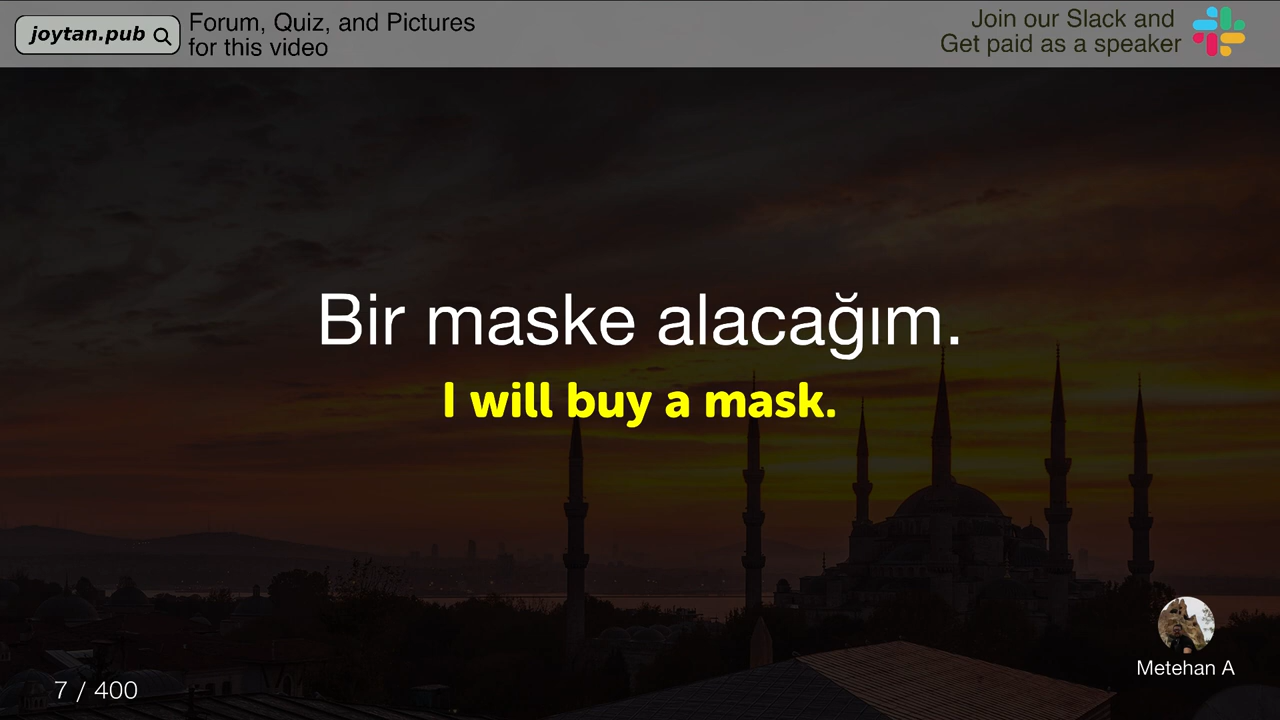 joytan.pub
Forum, Quiz, and Pictures
for this video
Join our Slack and
Get paid as a speaker
Bir maske alacağım.
I will buy a mask.
Metehan A
7 / 400